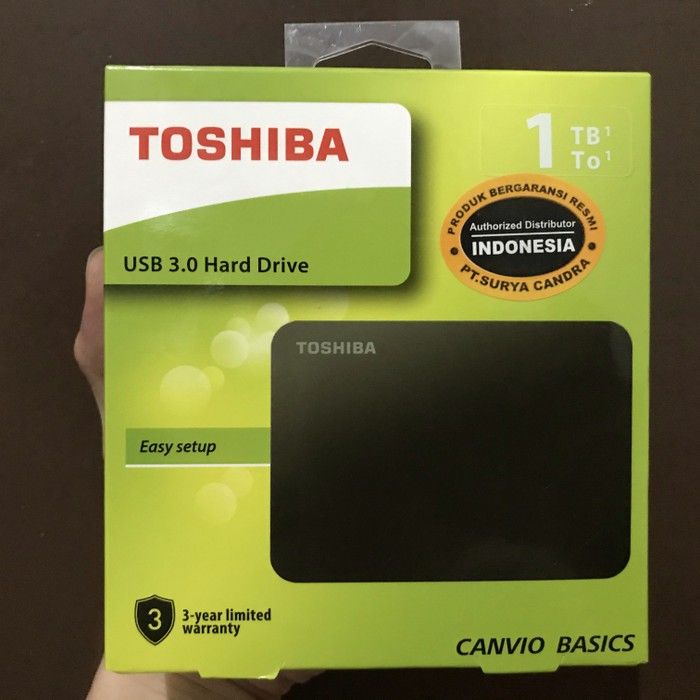 TOSHIBA
1 TB¹
To¹
USB 3.0 Hard Drive
PRODUK BERGARANSI RESMI
Authorized Distributor
INDONESIA
PT.SURYA CANDRA
TOSHIBA
Easy setup
3
3-year limited
warranty
CANVIO BASICS